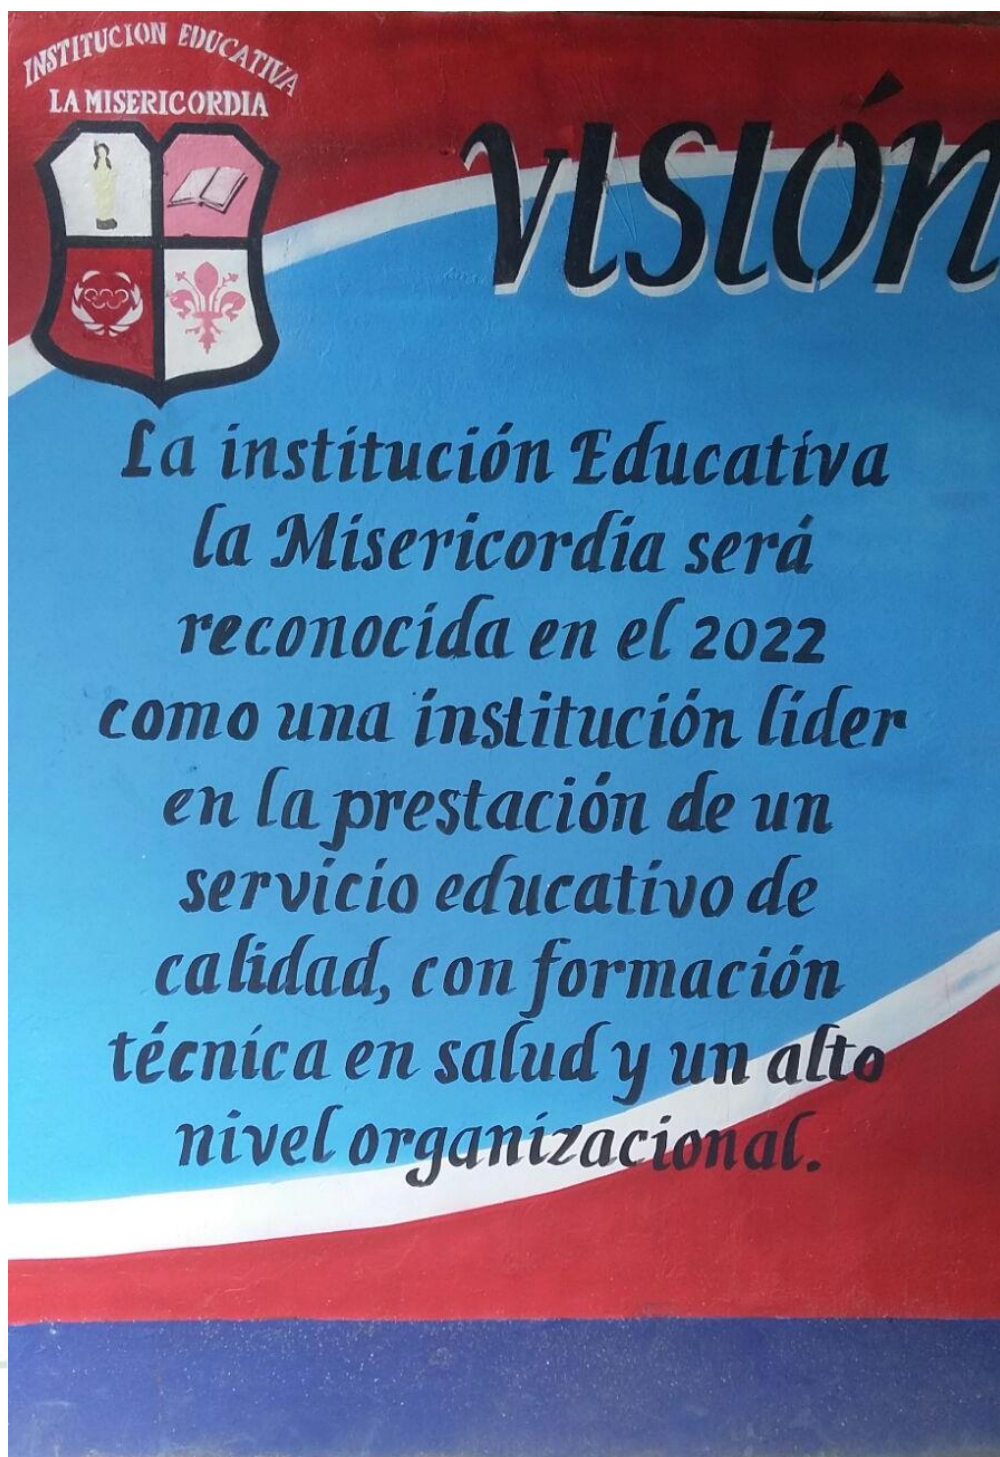 INSTITUCION EDUCATIVA
LA MISERICORDIA
VISIÓN
La institución Educativa
la Misericordia será
reconocida en el 2022
como una institución líder
en la prestación de un
servicio educativo de
calidad, con formación
técnica en salud y un alto
nivel organizacional.